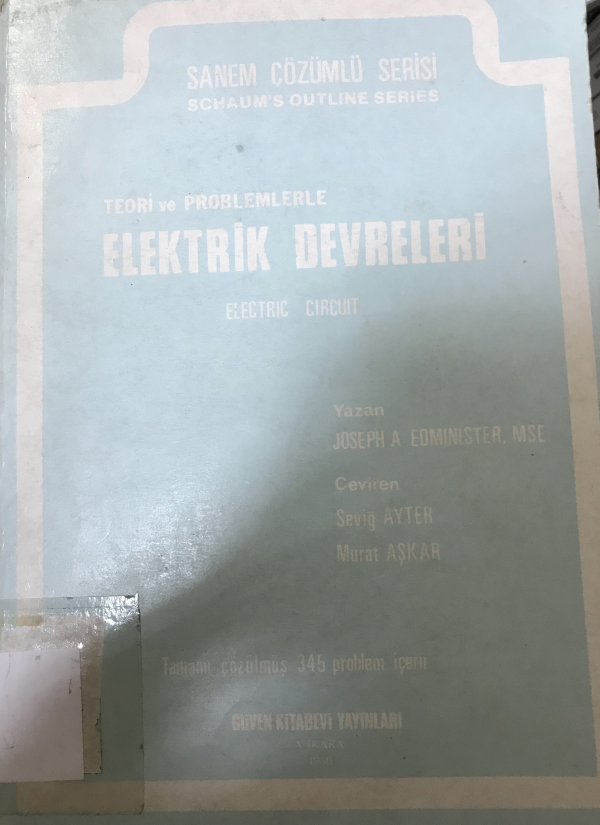 SANEM ÇÖZÜMLÜ SERİSİ
SCHAUM'S OUTLINE SERIES
TEORİ ve PROBLEMLERLE
ELEKTRİK DEVRELERİ
ELECTRIC CIRCUIT
Yazan
JOSEPH A EDMINISTER, MSE
Çeviren
Seviğ AYTER
Murat AŞKAR
Tamamı çözülmüş 345 problem içerir
GÜVEN KİTABEVİ YAYINLARI
ANKARA